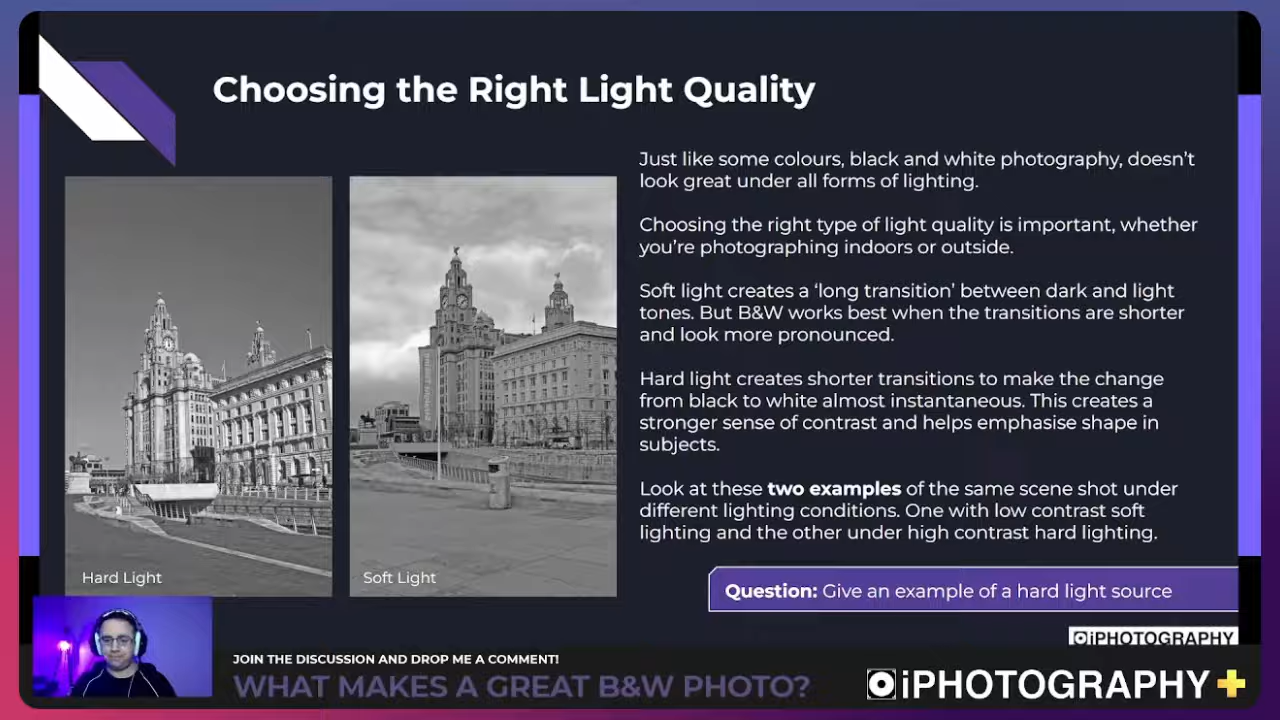 Choosing the Right Light Quality
Just like some colours, black and white photography, doesn't
look great under all forms of lighting.
Choosing the right type of light quality is important, whether
you're photographing indoors or outside.
Soft light creates a 'long transition' between dark and light
tones. But B&W works best when the transitions are shorter
and look more pronounced.
Hard light creates shorter transitions to make the change
from black to white almost instantaneous. This creates a
stronger sense of contrast and helps emphasise shape in
subjects.
Look at these two examples of the same scene shot under
different lighting conditions. One with low contrast soft
lighting and the other under high contrast hard lighting.
Hard Light
Soft Light
Question: Give an example of a hard light source
iPHOTOGRAPHY
JOIN THE DISCUSSION AND DROP ME A COMMENT!
WHAT MAKES A GREAT B&W PHOTO?
iPHOTOGRAPHY+